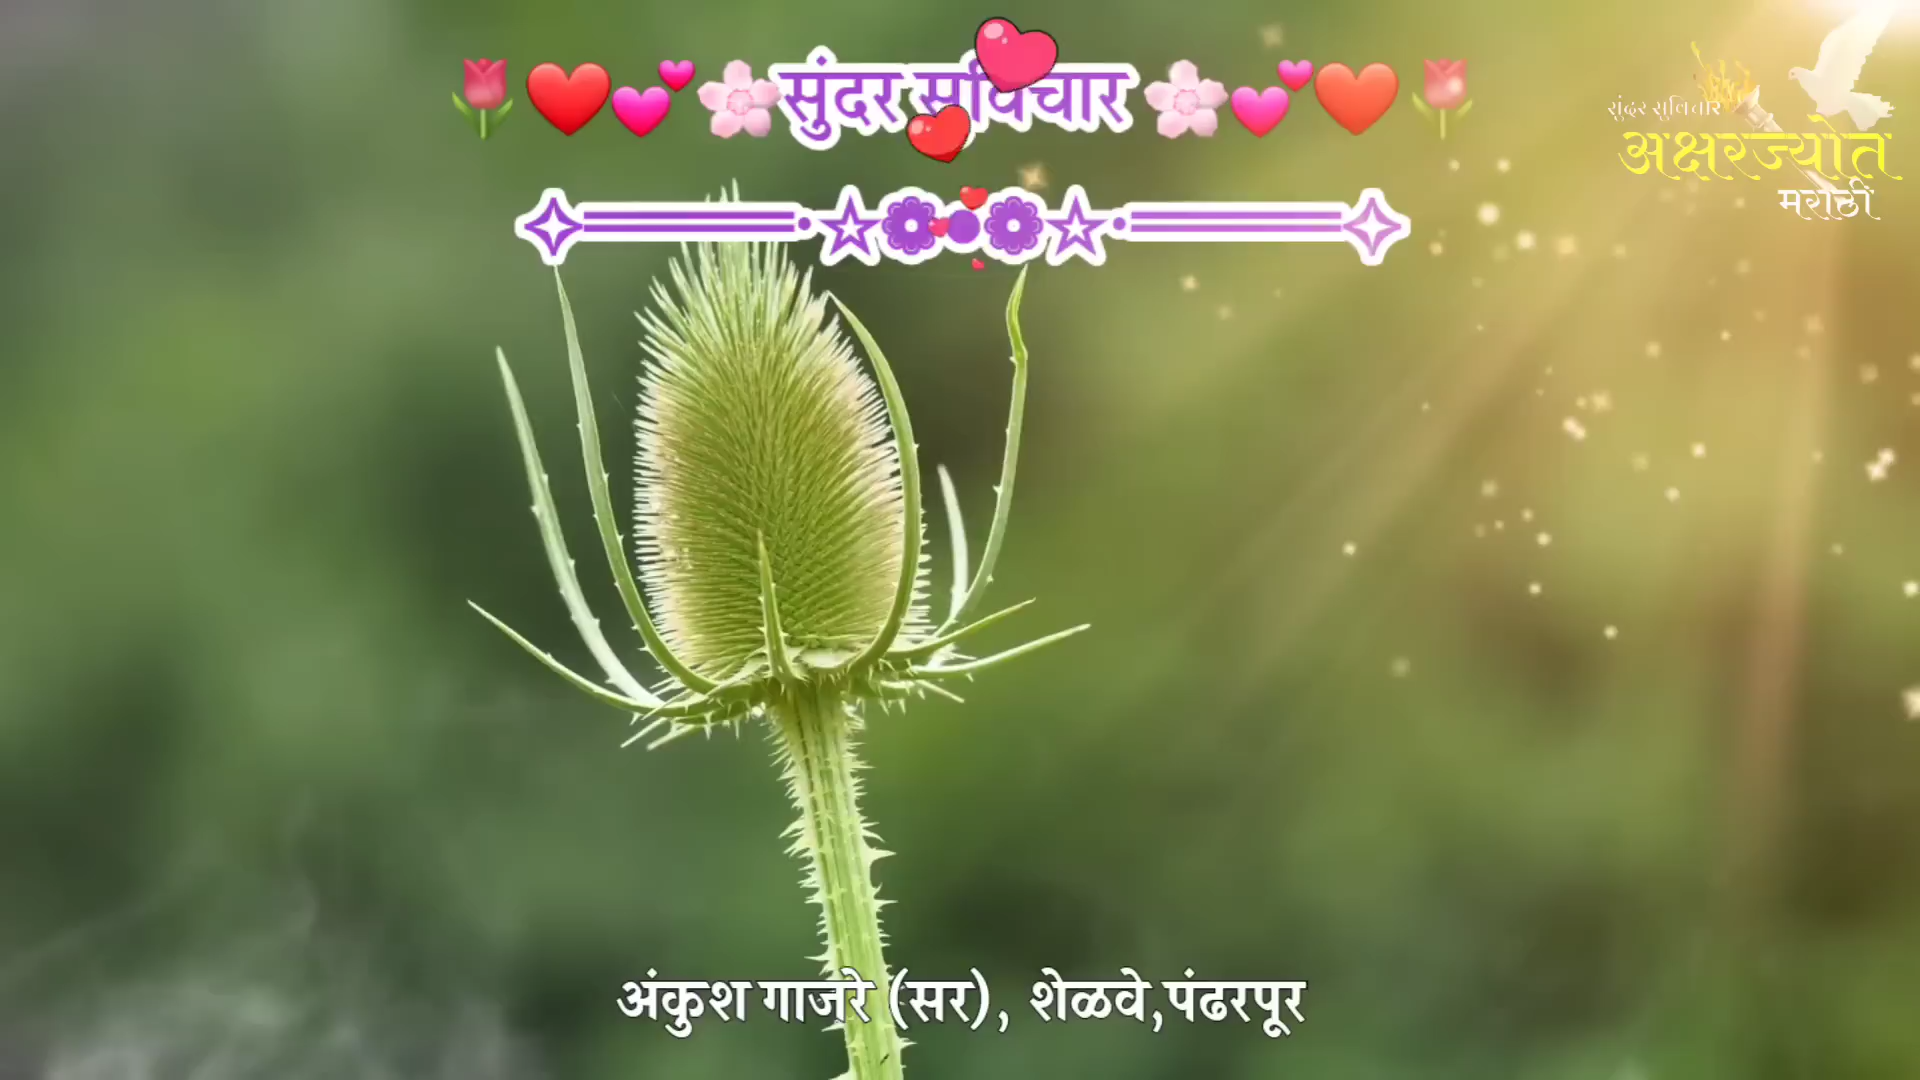 🌷❤️💕🌸सुंदर सुविचार🌸💕❤️🌷
सुंदर सुविचार
अक्षरज्योत
मराठी
अंकुश गाजरे (सर), शेळवे,पंढरपूर